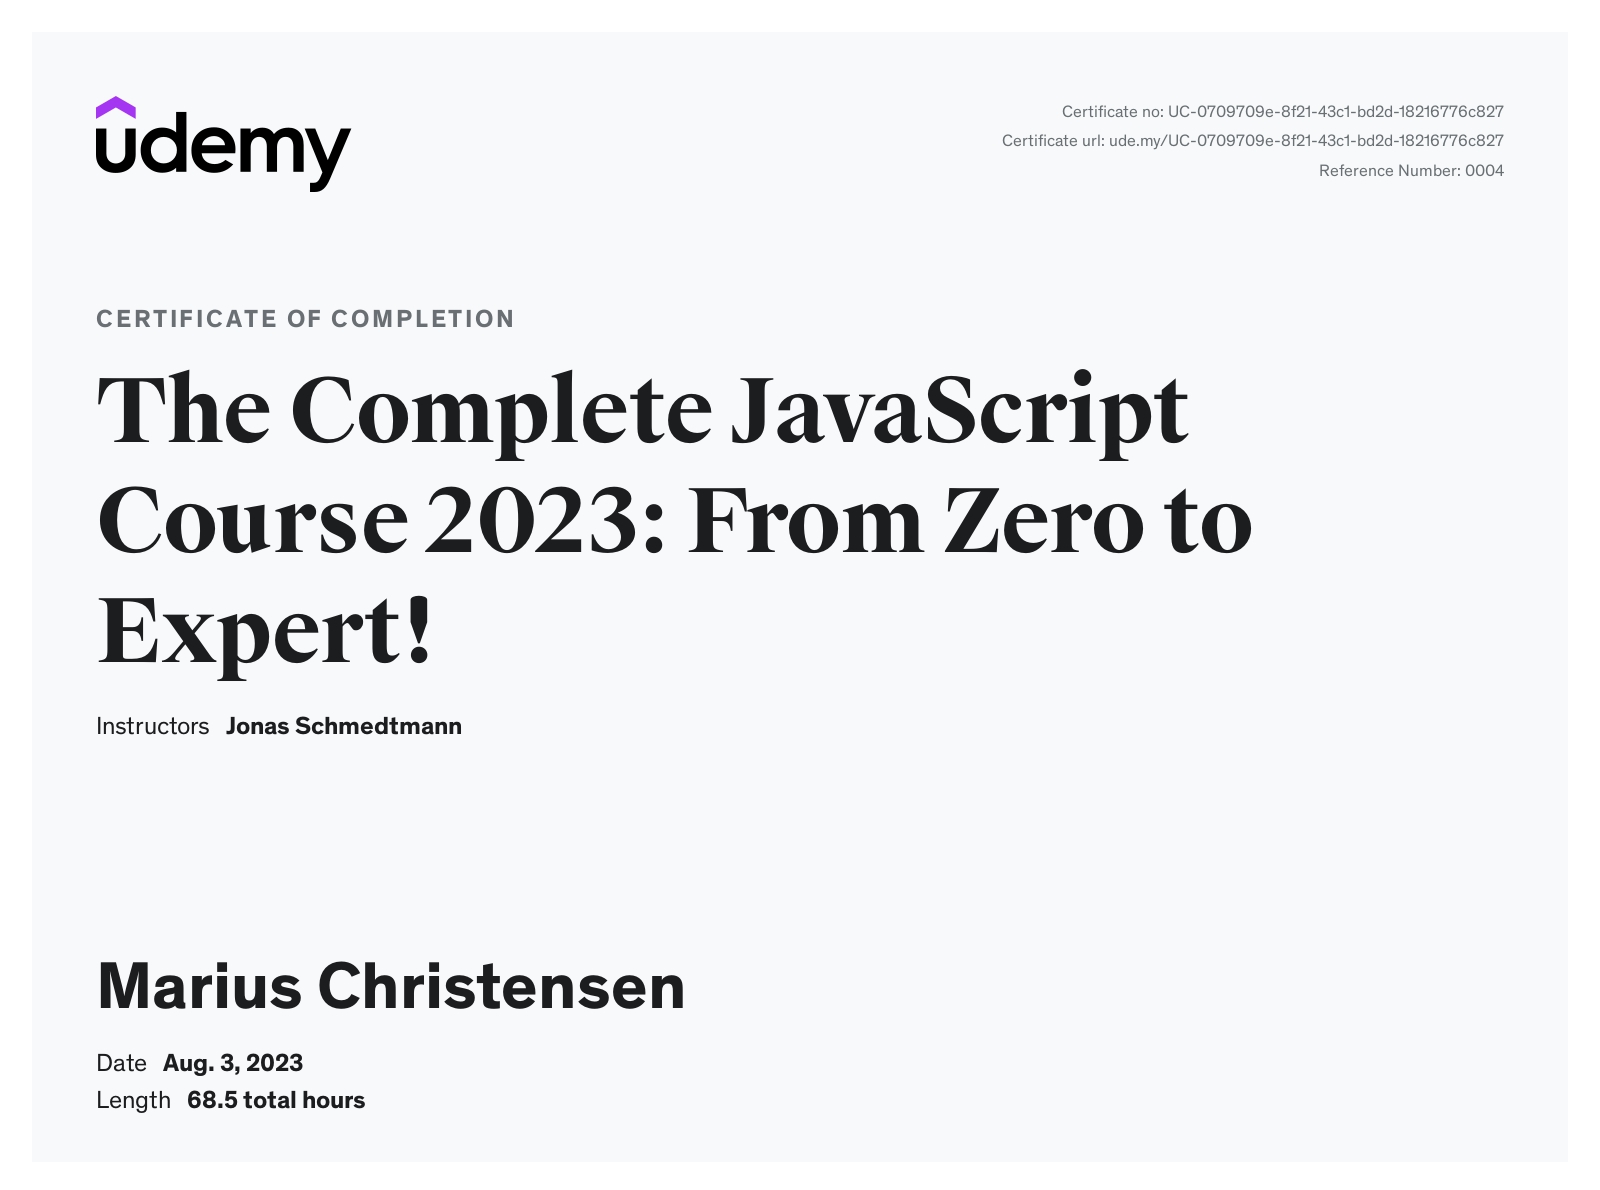 udemy
Certificate no: UC-0709709e-8f21-43c1-bd2d-18216776c827
Certificate url: ude.my/UC-0709709e-8f21-43c1-bd2d-18216776c827
Reference Number: 0004
CERTIFICATE OF COMPLETION
The Complete JavaScript
Course 2023: From Zero to
Expert!
Instructors Jonas Schmedtmann
Marius Christensen
Date Aug. 3, 2023
Length 68.5 total hours